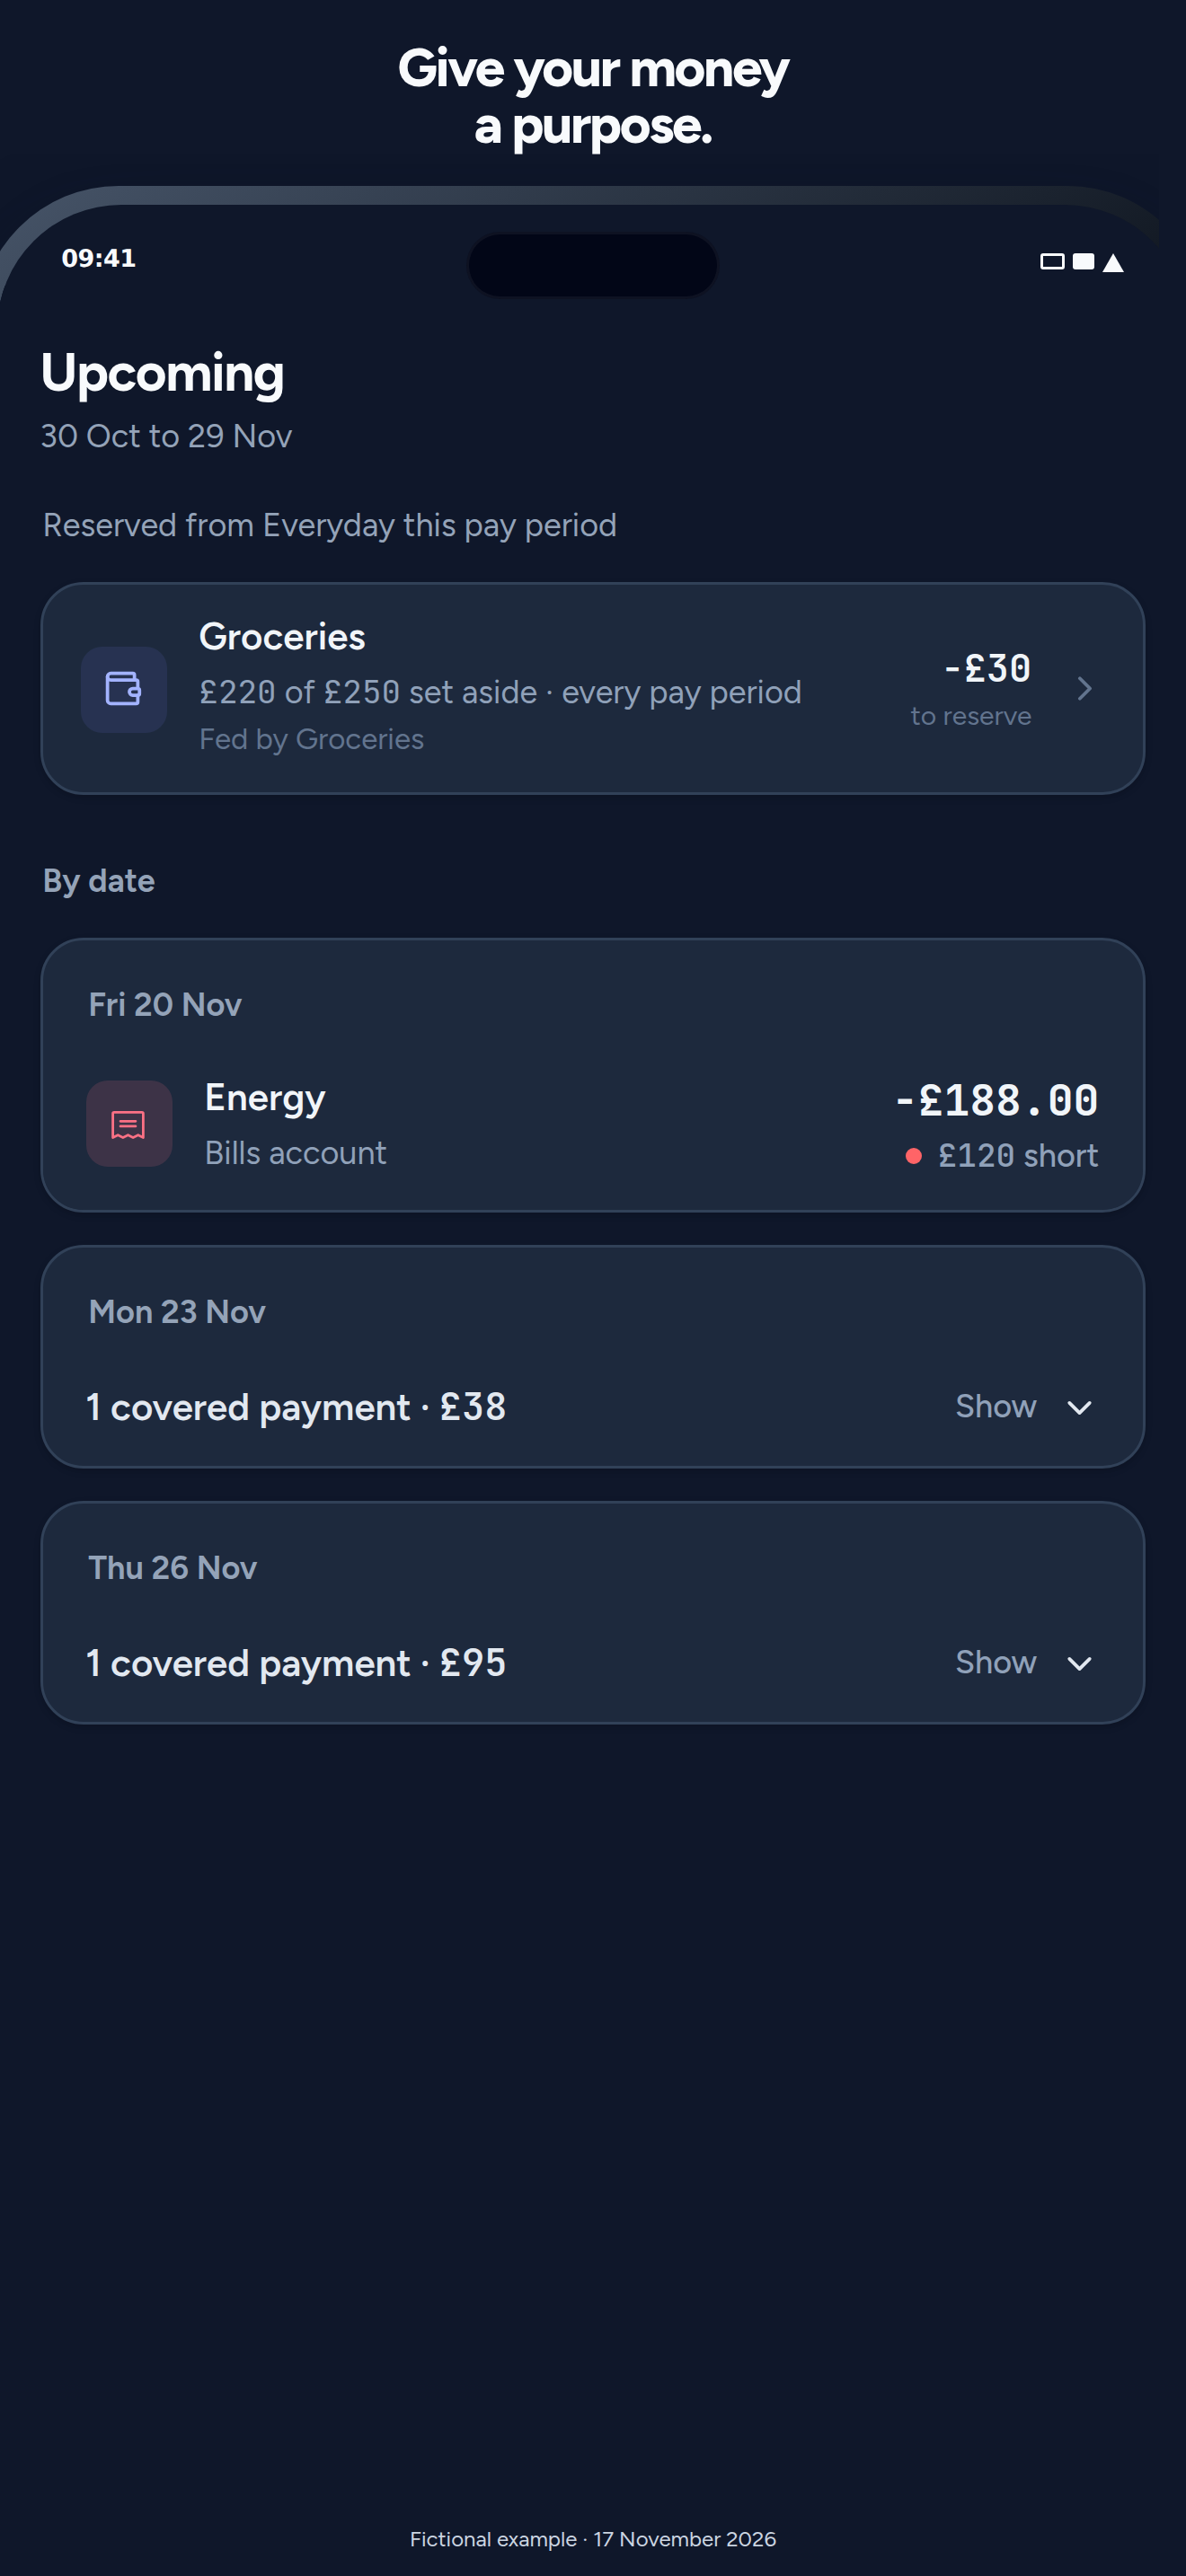 Give your money
a purpose.
09:41
Upcoming
30 Oct to 29 Nov
Reserved from Everyday this pay period
Groceries
£220 of £250 set aside · every pay period
Fed by Groceries
-£30
to reserve
By date
Fri 20 Nov
Energy
Bills account
-£188.00
£120 short
Mon 23 Nov
1 covered payment · £38
Show
Thu 26 Nov
1 covered payment · £95
Show
Fictional example · 17 November 2026